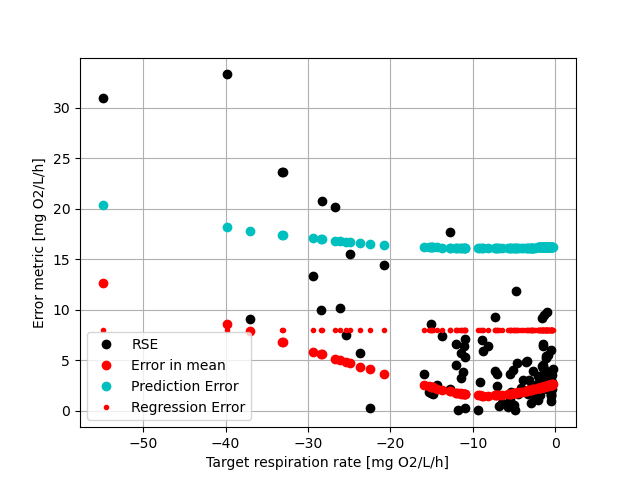 Error metric [mg O2/L/h]
30
25
20
15
10
5
0
RSE
Error in mean
Prediction Error
Regression Error
−50
−40
−30
−20
−10
0
Target respiration rate [mg O2/L/h]